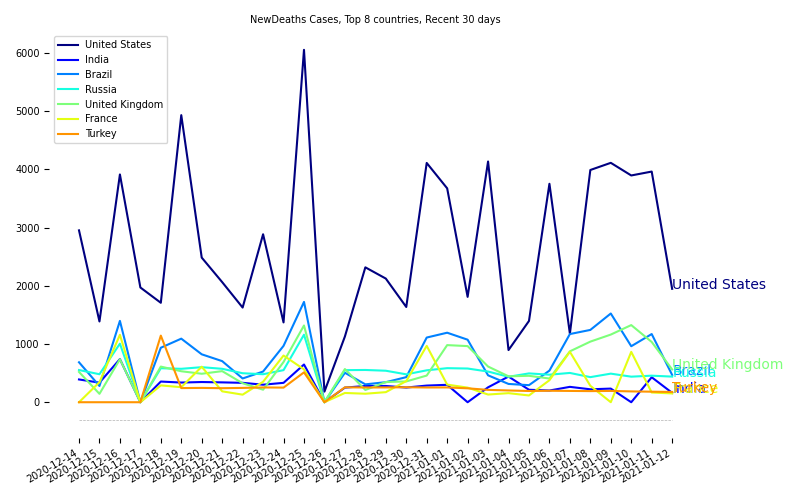 NewDeaths Cases, Top 8 countries, Recent 30 days
United States
India
Brazil
Russia
United Kingdom
France
Turkey
6000
5000
4000
3000
2000
1000
0
United States
United Kingdom
Brazil
Russia
India
Turkey
2020-12-14
2020-12-15
2020-12-16
2020-12-17
2020-12-18
2020-12-19
2020-12-20
2020-12-21
2020-12-22
2020-12-23
2020-12-24
2020-12-25
2020-12-26
2020-12-27
2020-12-28
2020-12-29
2020-12-30
2020-12-31
2021-01-01
2021-01-02
2021-01-03
2021-01-04
2021-01-05
2021-01-06
2021-01-07
2021-01-08
2021-01-09
2021-01-10
2021-01-11
2021-01-12